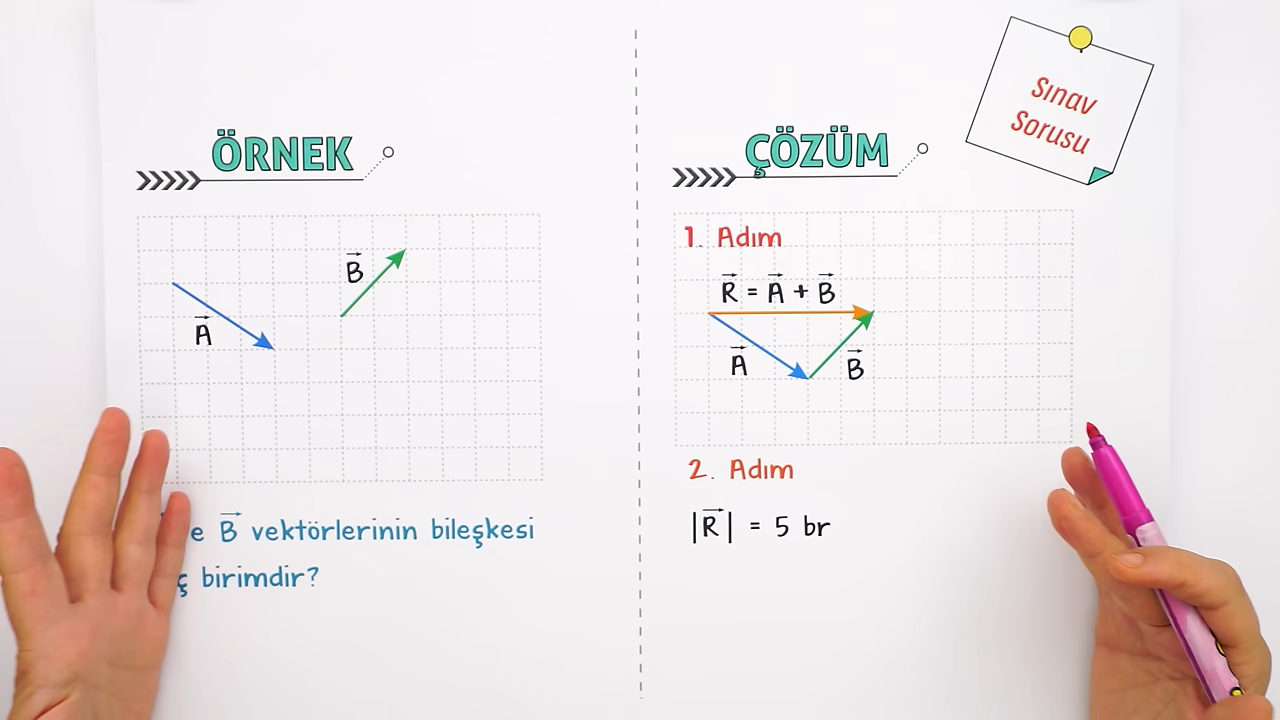 ÖRNEK
B
A
e B vektörlerinin bileşkesi
ç birimdir?
ÇÖZÜM
Sınav
Sorusu
1. Adım
R = A + B
A
B
2. Adım
|R| = 5 br